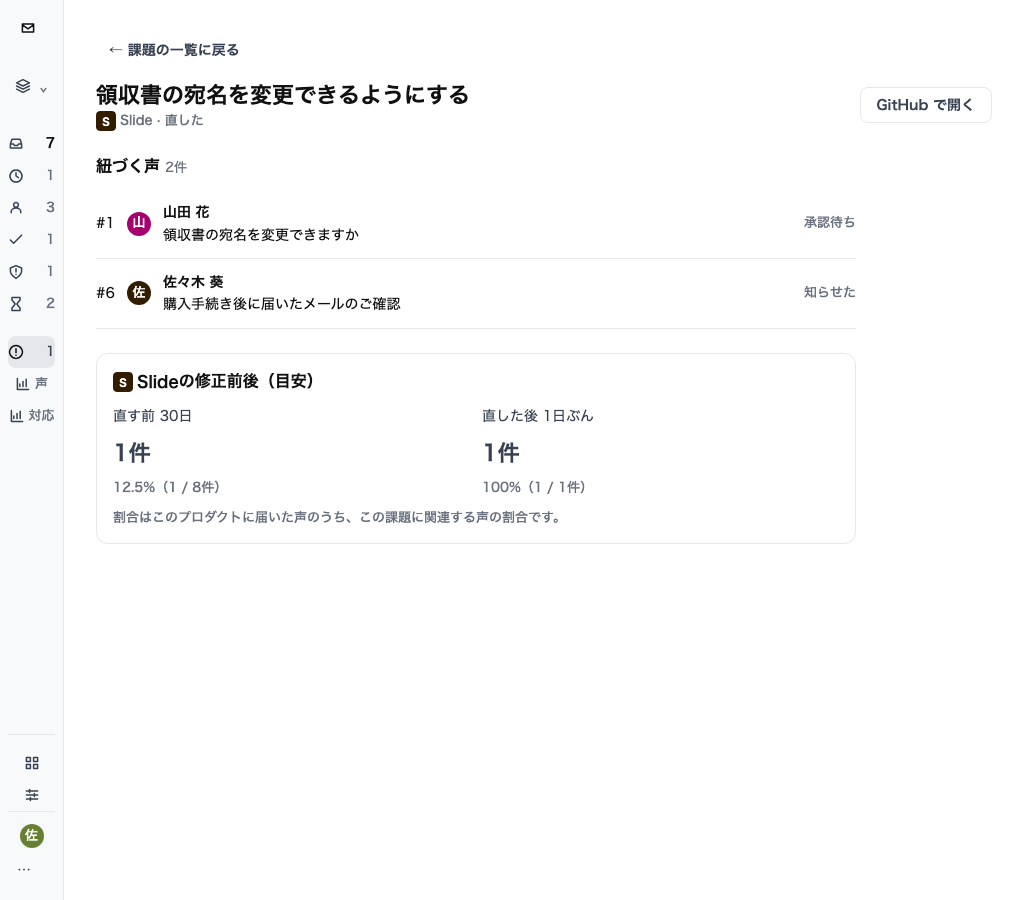 ← 課題の一覧に戻る
領収書の宛名を変更できるようにする
S Slide · 直した
GitHub で開く
紐づく声 2件
#1 山 山田 花
領収書の宛名を変更できますか
承認待ち
#6 佐 佐々木 葵
購入手続き後に届いたメールのご確認
知らせた
S Slideの修正前後（目安）
直す前 30日
1件
12.5%（1 / 8件）
直した後 1日ぶん
1件
100%（1 / 1件）
割合はこのプロダクトに届いた声のうち、この課題に関連する声の割合です。
7
1
3
1
1
2
1
声
対応
佐
…